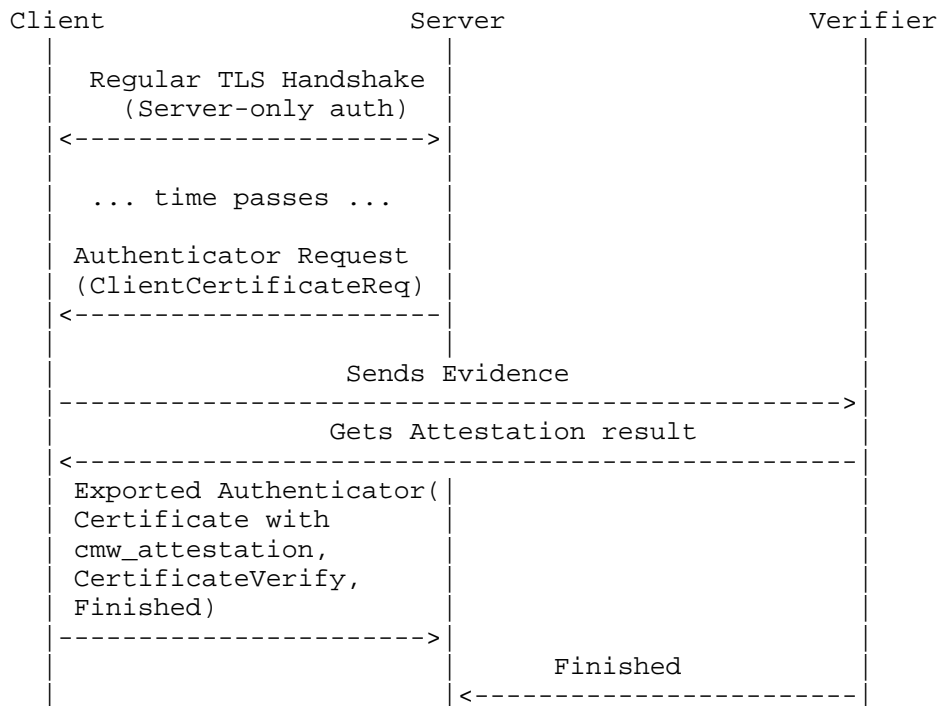 Client Server Verifier
Regular TLS Handshake
(Server-only auth)
<---------------------->
... time passes ...
Authenticator Request
(ClientCertificateReq)
<-----------------------
Sends Evidence
------------------------------------------------->
Gets Attestation result
<-------------------------------------------------
Exported Authenticator(
Certificate with
cmw_attestation,
CertificateVerify,
Finished)
----------------------->
Finished
<------------------------